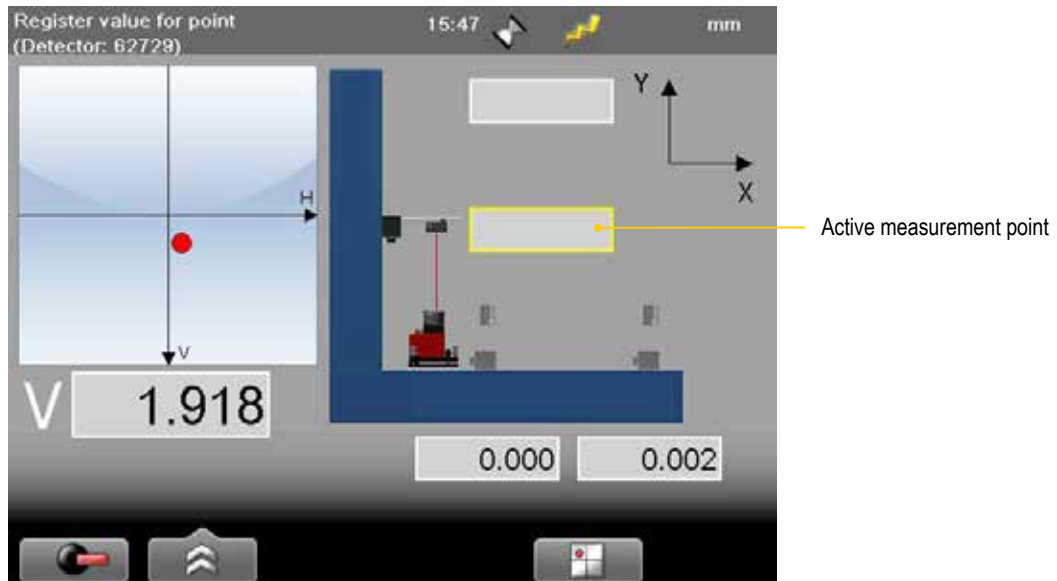 Register value for point
(Detector: 62729)
15:47
mm
Y
X
H
V
V 1.918
0.000
0.002
Active measurement point